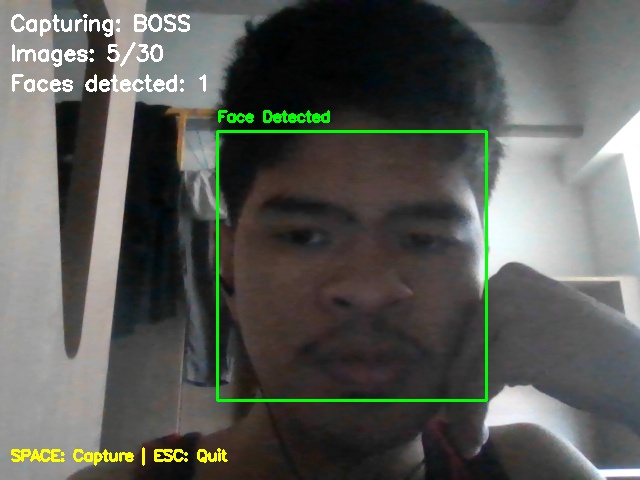 Capturing: BOSS
Images: 5/30
Faces detected: 1
Face Detected
SPACE: Capture | ESC: Quit